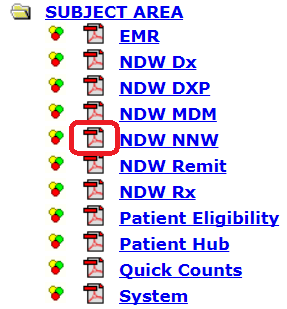 SUBJECT AREA
EMR
NDW Dx
NDW DXP
NDW MDM
NDW NNW
NDW Remit
NDW Rx
Patient Eligibility
Patient Hub
Quick Counts
System